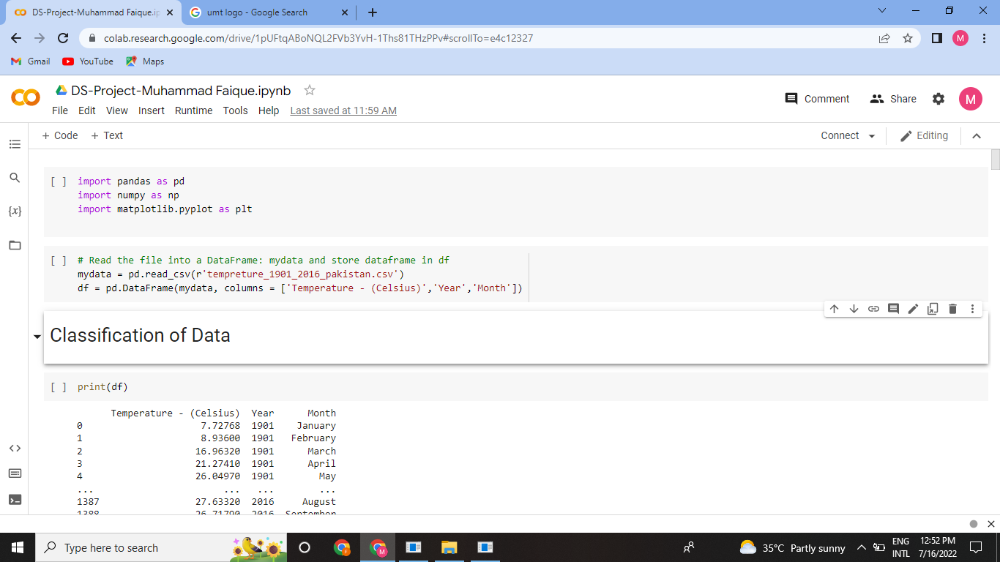 DS-Project-Muhammad Faique.ip
umt logo - Google Search
colab.research.google.com/drive/1pUFtqABoNQL2FVb3YvH-1Ths81THzPPv#scrollTo=e4c12327
M
Gmail YouTube Maps
DS-Project-Muhammad Faique.ipynb
Comment Share M
File Edit View Insert Runtime Tools Help Last saved at 11:59 AM
+ Code + Text Connect Editing
[ ] import pandas as pd
import numpy as np
import matplotlib.pyplot as plt
{x}
[ ] # Read the file into a DataFrame: mydata and store dataframe in df
mydata = pd.read_csv(r'tempreture_1901_2016_pakistan.csv')
df = pd.DataFrame(mydata, columns = ['Temperature - (Celsius)','Year','Month'])
Classification of Data
[ ] print(df)
Temperature - (Celsius) Year Month
0 7.72768 1901 January
1 8.93600 1901 February
2 16.96320 1901 March
3 21.27410 1901 April
4 26.04970 1901 May
... ... ... ...
1387 27.63320 2016 August
1388 26.71790 2016 September
Type here to search
F
M
35°C Partly sunny
ENG
INTL
12:52 PM
7/16/2022